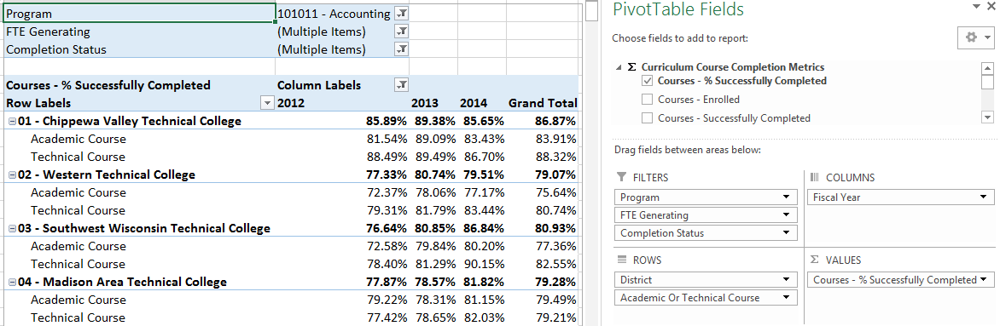 Program 101011 - Accounting
FTE Generating (Multiple Items)
Completion Status (Multiple Items)
Courses - % Successfully Completed Column Labels
Row Labels 2012 2013 2014 Grand Total
01 - Chippewa Valley Technical College 85.89% 89.38% 85.65% 86.87%
Academic Course 81.54% 89.09% 83.43% 83.91%
Technical Course 88.49% 89.49% 86.70% 88.32%
02 - Western Technical College 77.33% 80.74% 79.51% 79.07%
Academic Course 72.37% 78.06% 77.17% 75.64%
Technical Course 79.31% 81.79% 83.44% 80.74%
03 - Southwest Wisconsin Technical College 76.64% 80.85% 86.84% 80.93%
Academic Course 72.58% 79.84% 80.20% 77.36%
Technical Course 78.40% 81.29% 90.15% 82.55%
04 - Madison Area Technical College 77.87% 78.57% 81.82% 79.28%
Academic Course 79.22% 78.31% 81.15% 79.49%
Technical Course 77.42% 78.65% 82.03% 79.21%
PivotTable Fields
Choose fields to add to report:
Σ Curriculum Course Completion Metrics
Courses - % Successfully Completed
Courses - Enrolled
Courses - Successfully Completed
Drag fields between areas below:
FILTERS
Program
FTE Generating
Completion Status
COLUMNS
Fiscal Year
ROWS
District
Academic Or Technical Course
Σ VALUES
Courses - % Successfully Completed